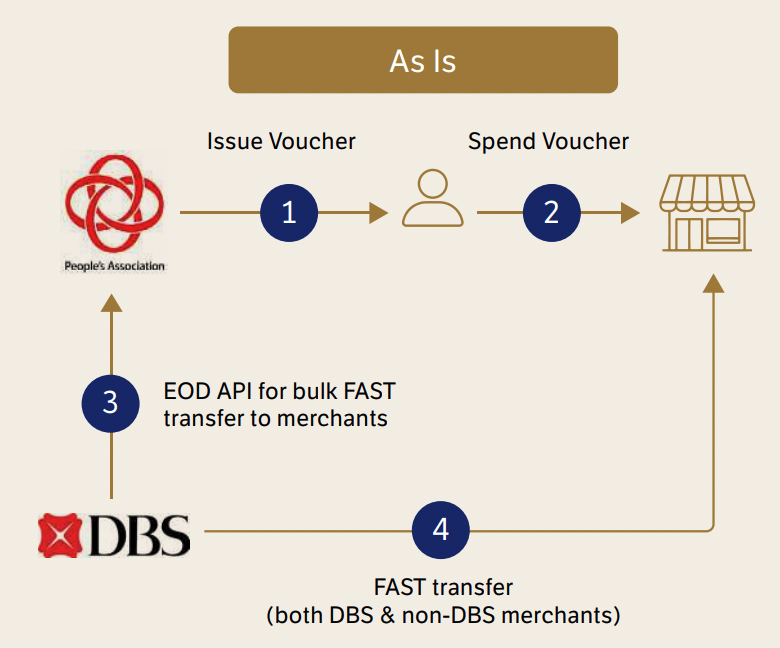 As Is
Issue Voucher
Spend Voucher
1
2
People's Association
3
EOD API for bulk FAST
transfer to merchants
DBS
4
FAST transfer
(both DBS & non-DBS merchants)